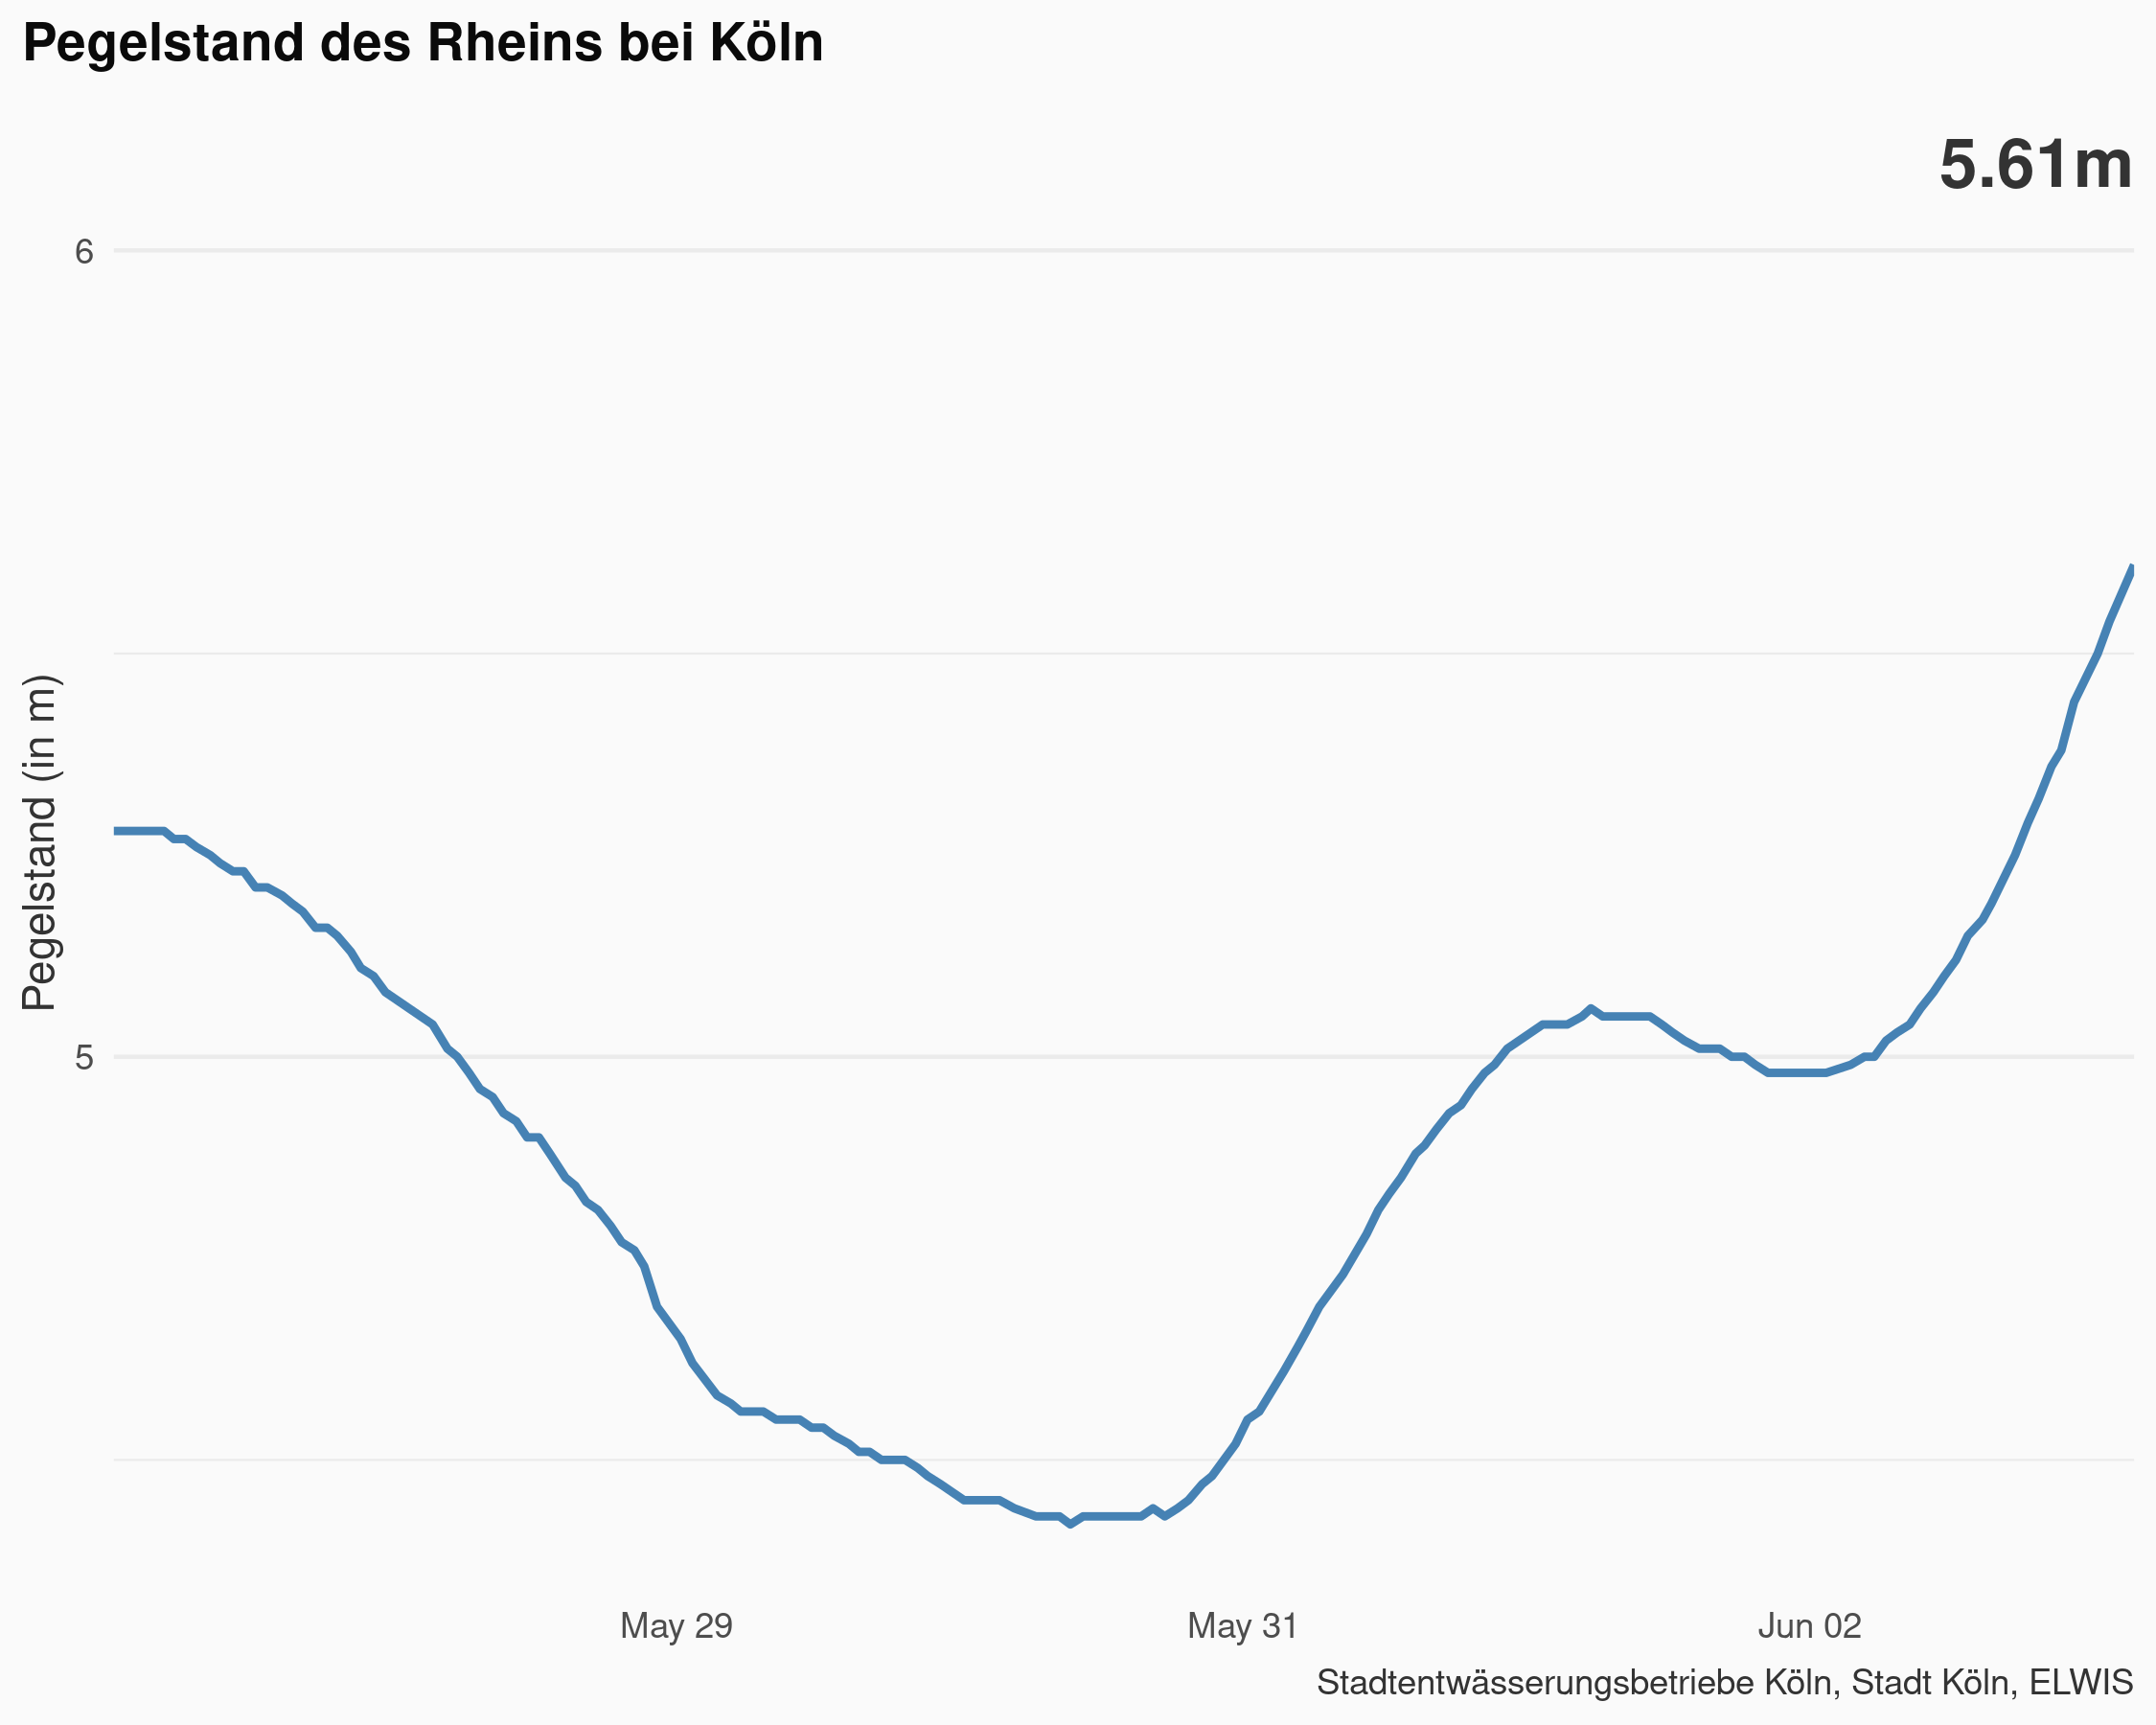 Pegelstand des Rheins bei Köln
5.61m
6
Pegelstand (in m)
5
May 29
May 31
Jun 02
Stadtentwässerungsbetriebe Köln, Stadt Köln, ELWIS